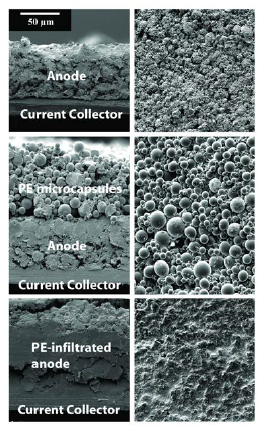 50 µm
Anode
Current Collector
PE microcapsules
Anode
Current Collector
PE-infiltrated
anode
Current Collector